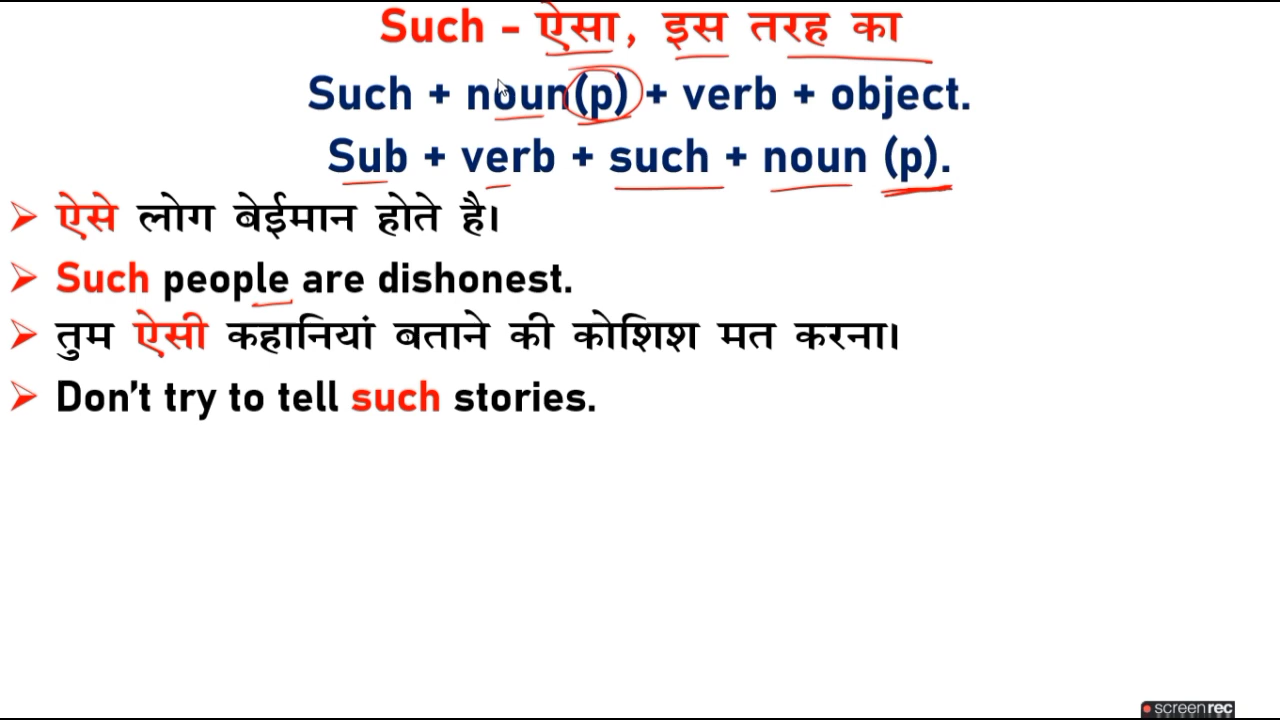 Such - ऐसा, इस तरह का
Such + noun(p) + verb + object.
Sub + verb + such + noun (p).
ऐसे लोग बेईमान होते है।
Such people are dishonest.
तुम ऐसी कहानियां बताने की कोशिश मत करना।
Don't try to tell such stories.
screenrec